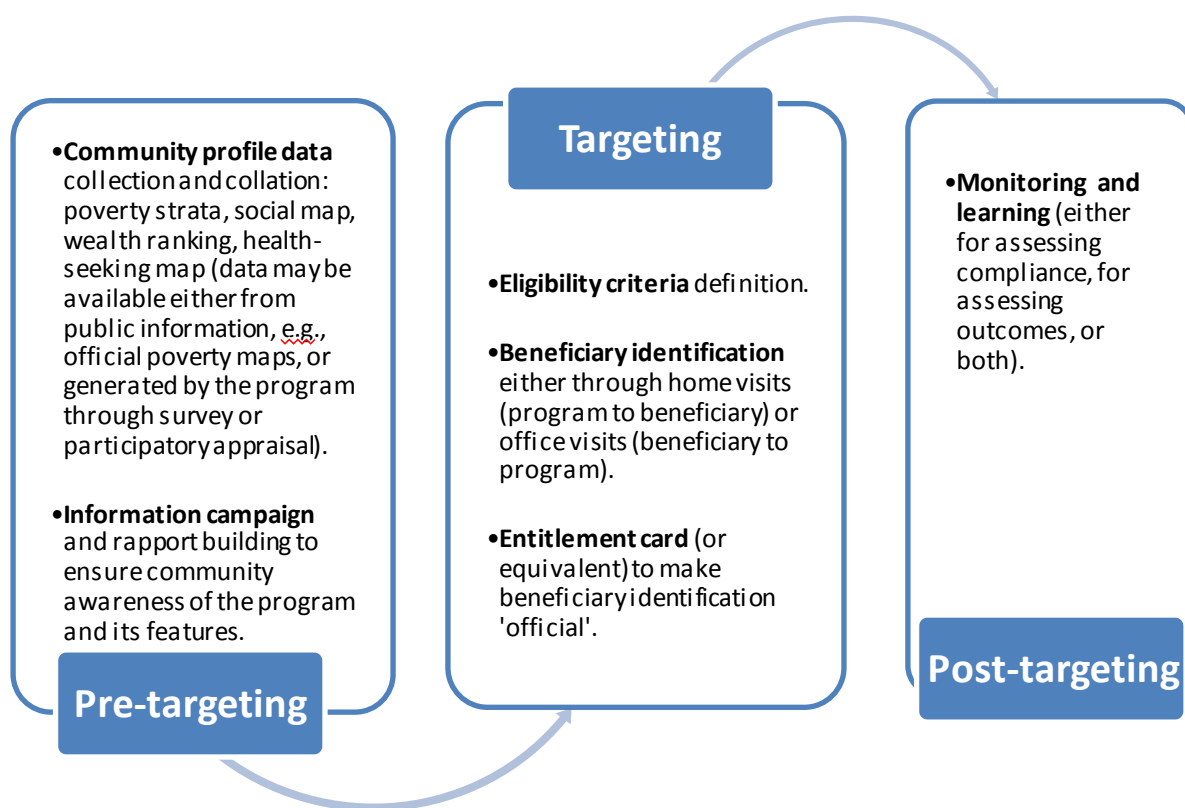 •Community profile data
collection and collation:
poverty strata, social map,
wealth ranking, health-
seeking map (data may be
available either from
public information, e.g.,
official poverty maps, or
generated by the program
through survey or
participatory appraisal).
•Information campaign
and rapport building to
ensure community
awareness of the program
and its features.
Pre-targeting
Targeting
•Eligibility criteria definition.
•Beneficiary identification
either through home visits
(program to beneficiary) or
office visits (beneficiary to
program).
•Entitlement card (or
equivalent) to make
beneficiary identification
'official'.
•Monitoring and
learning (either
for assessing
compliance, for
assessing
outcomes, or
both).
Post-targeting